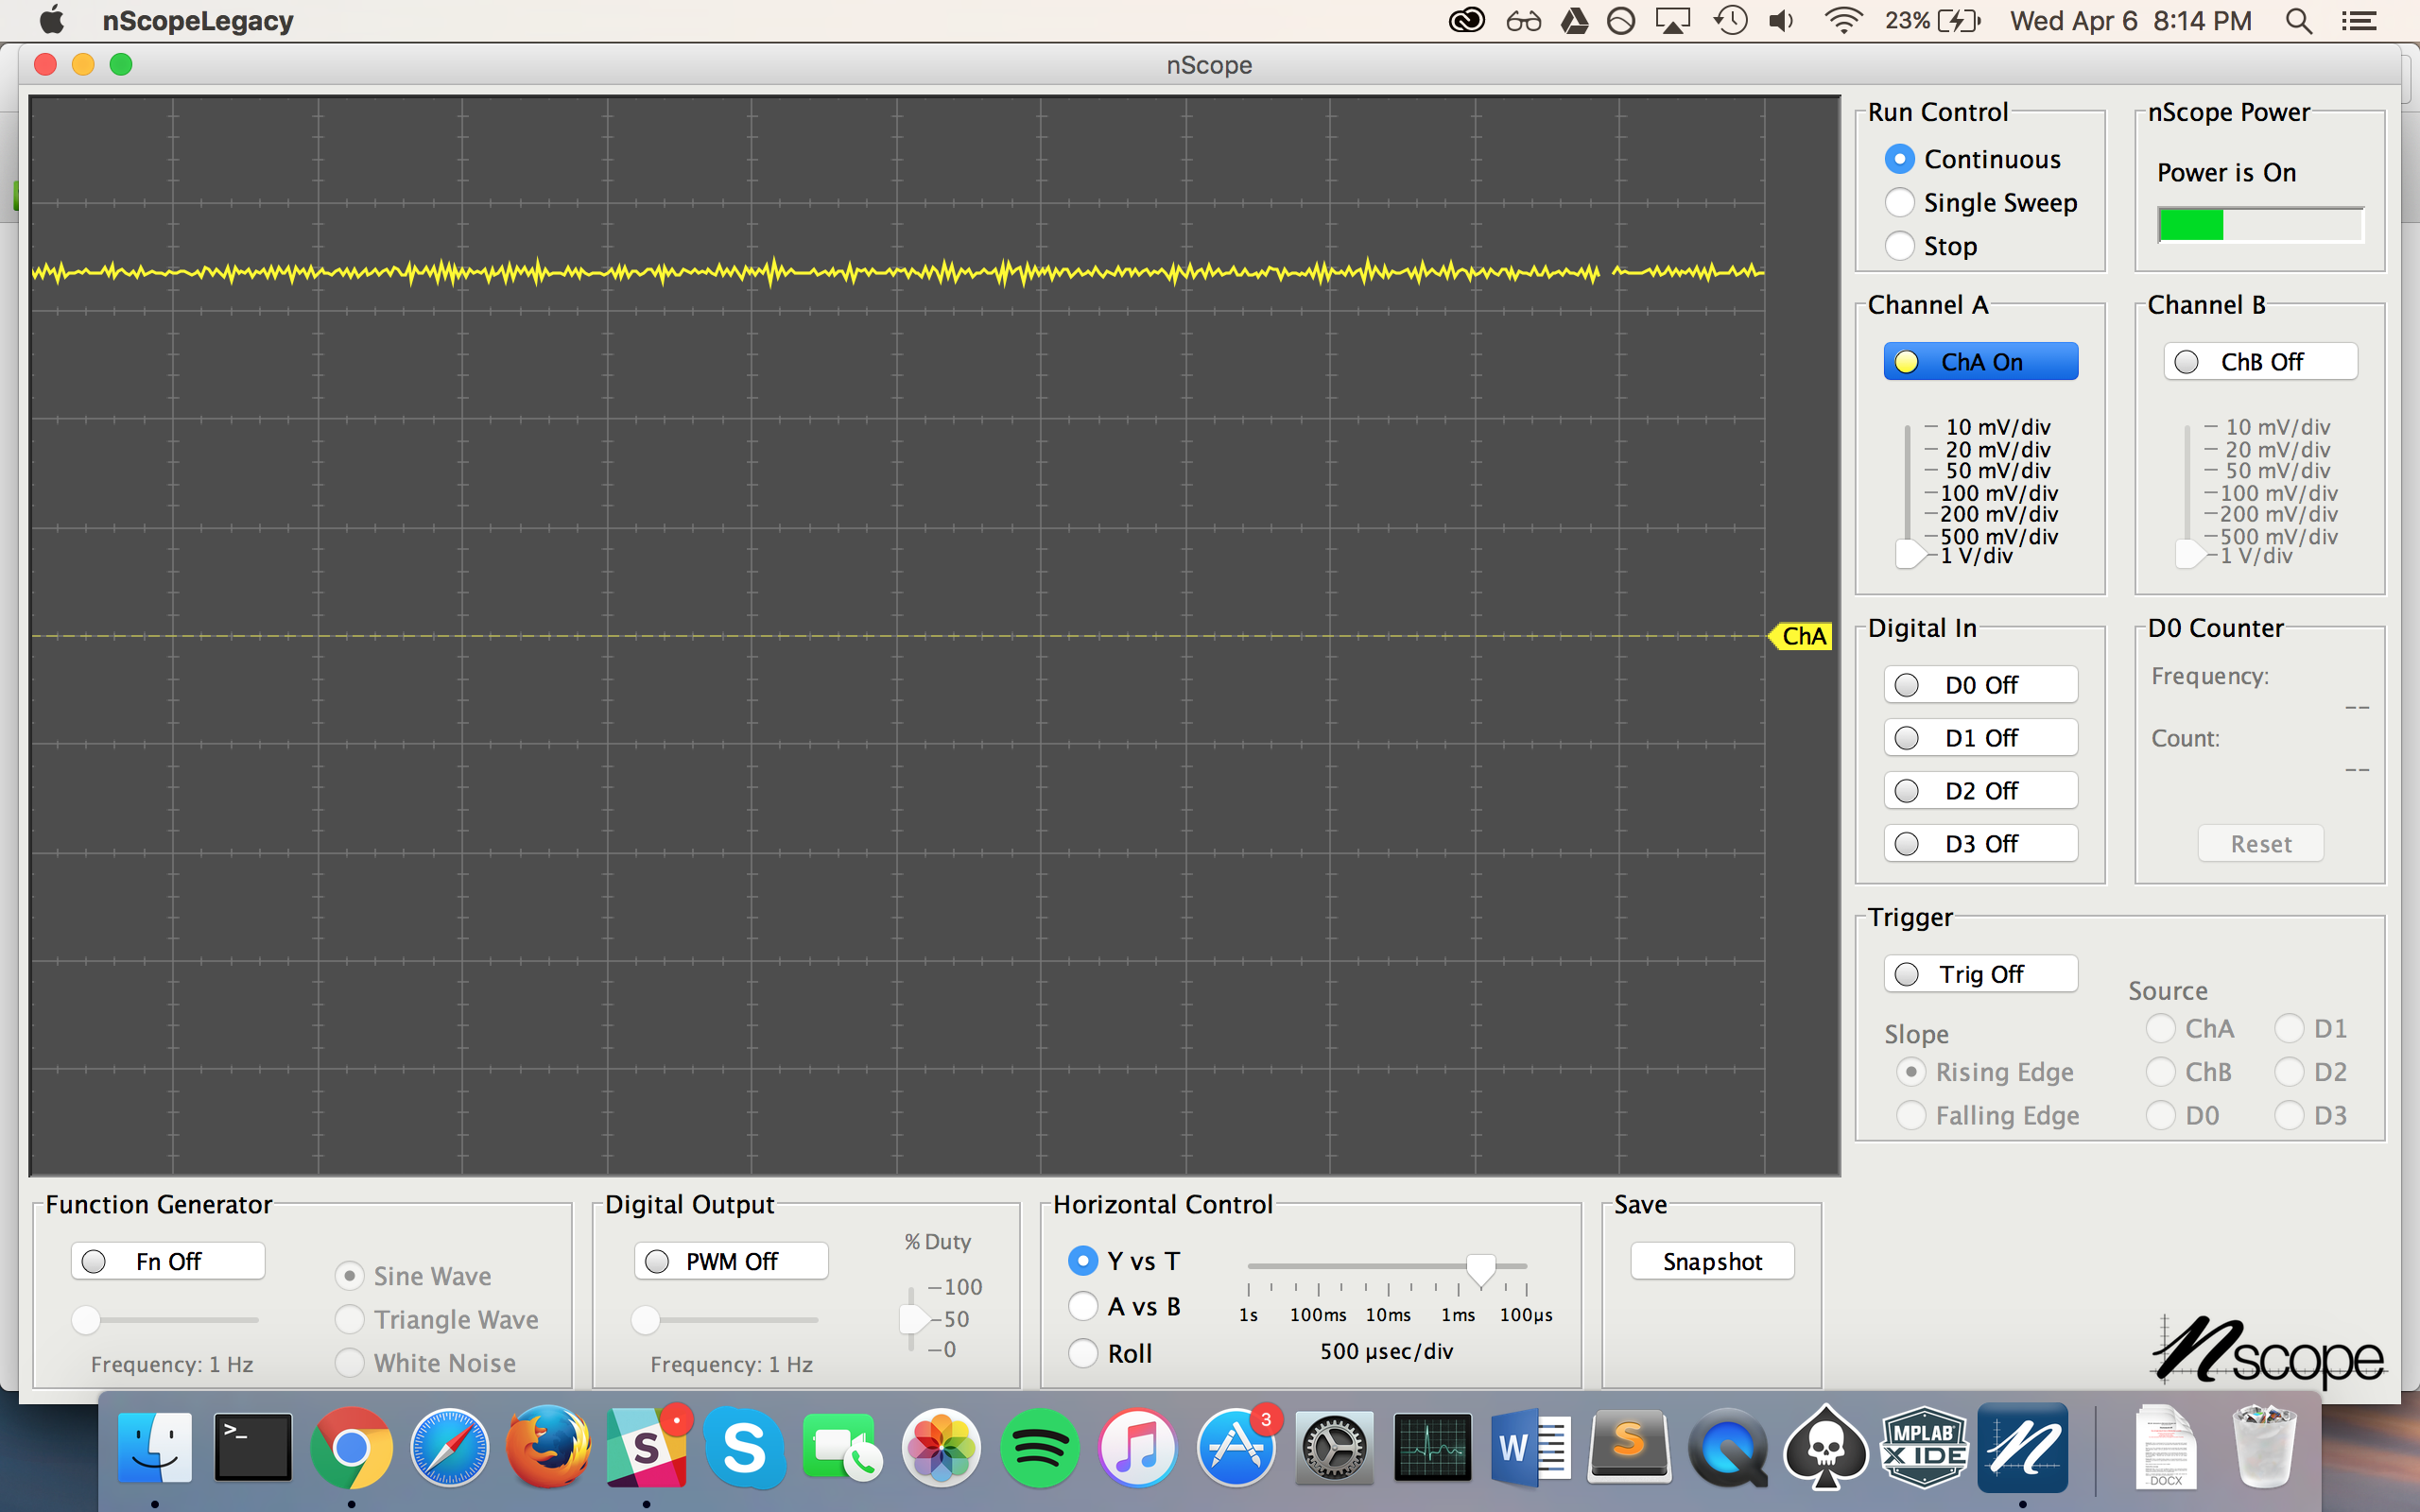 nScopeLegacy
23%
Wed Apr 6 8:14 PM
nScope
Run Control
Continuous
Single Sweep
Stop
nScope Power
Power is On
Channel A
ChA On
10 mV/div
20 mV/div
50 mV/div
100 mV/div
200 mV/div
500 mV/div
1 V/div
Channel B
ChB Off
10 mV/div
20 mV/div
50 mV/div
100 mV/div
200 mV/div
500 mV/div
1 V/div
ChA
Digital In
D0 Off
D1 Off
D2 Off
D3 Off
D0 Counter
Frequency:
--
Count:
--
Reset
Trigger
Trig Off
Slope
Rising Edge
Falling Edge
Source
ChA
D1
ChB
D2
D0
D3
Function Generator
Fn Off
Frequency: 1 Hz
Sine Wave
Triangle Wave
White Noise
Digital Output
PWM Off
Frequency: 1 Hz
% Duty
100
50
0
Horizontal Control
Y vs T
A vs B
Roll
1s 100ms 10ms 1ms 100µs
500 µsec/div
Save
Snapshot
nscope
>_
S
S
3
W
S
MPLAB
X IDE
n
DOCX